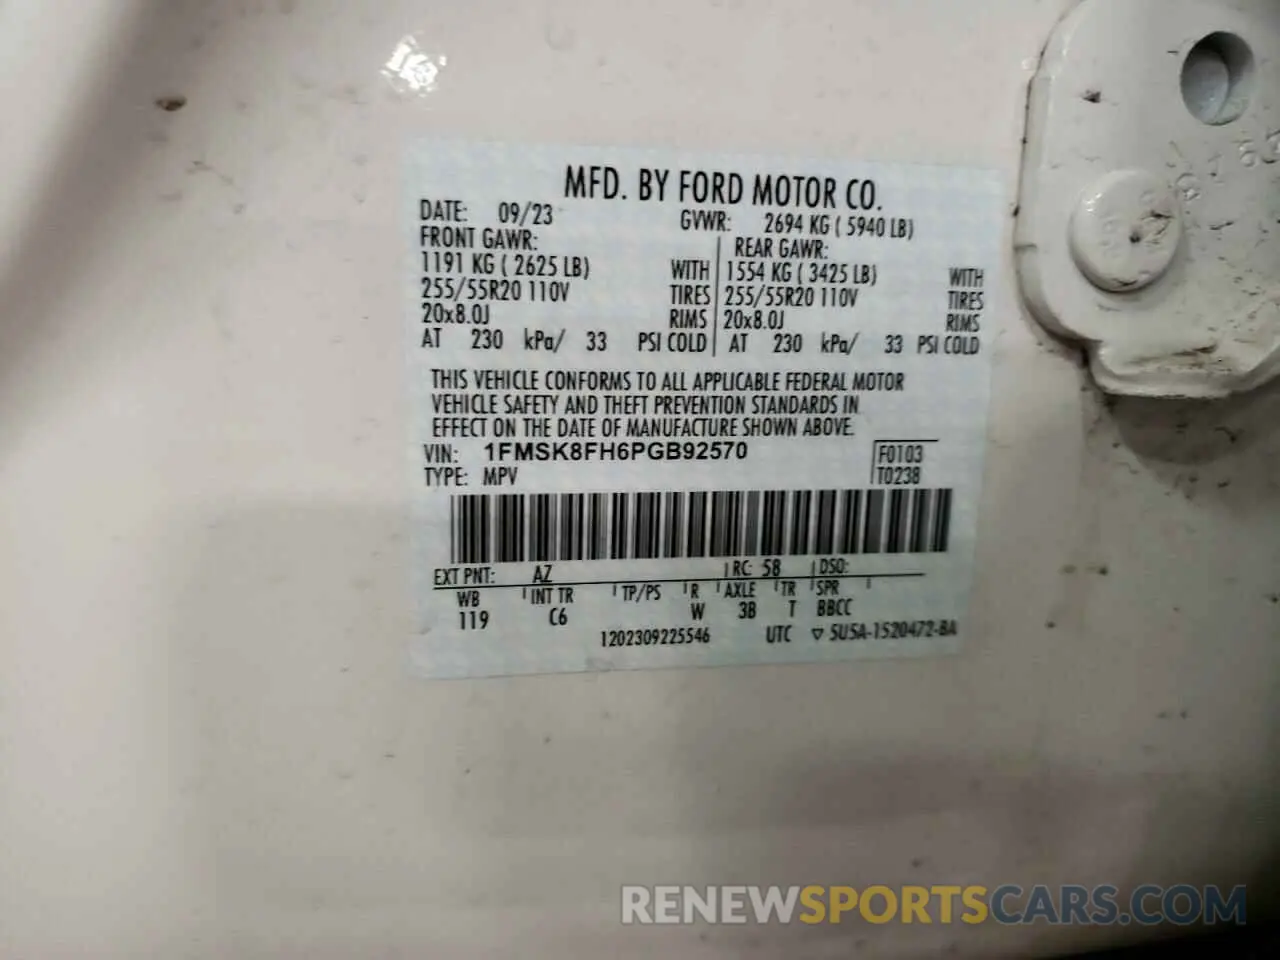 MFD. BY FORD MOTOR CO.
DATE: 09/23 GVWR: 2694 KG ( 5940 LB)
FRONT GAWR: REAR GAWR:
1191 KG ( 2625 LB) WITH 1554 KG ( 3425 LB) WITH
255/55R20 110V TIRES 255/55R20 110V TIRES
20x8.0J RIMS 20x8.0J RIMS
AT 230 kPa/ 33 PSI COLD AT 230 kPa/ 33 PSI COLD
THIS VEHICLE CONFORMS TO ALL APPLICABLE FEDERAL MOTOR
VEHICLE SAFETY AND THEFT PREVENTION STANDARDS IN
EFFECT ON THE DATE OF MANUFACTURE SHOWN ABOVE.
VIN: 1FMSK8FH6PGB92570 F0103
TYPE: MPV T0238
EXT PNT: AZ RC: 58 DSO:
WB INT TR TP/PS R AXLE TR SPR
119 C6 W 3B T BBCC
1202309225546 UTC ▽ 5U5A-1520472-BA
RENEWSPORTSCARS.COM